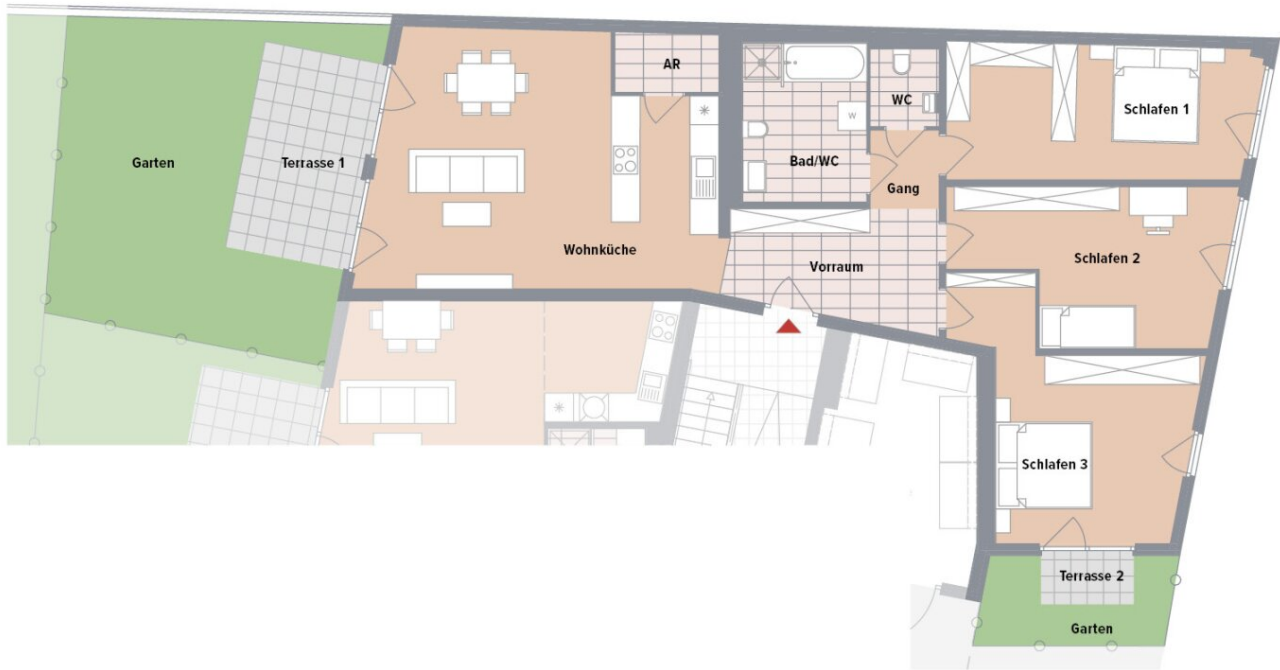 AR
WC
Schlafen 1
Garten
Terrasse 1
Bad/WC
W
Gang
Wohnküche
Vorraum
Schlafen 2
Schlafen 3
Terrasse 2
Garten